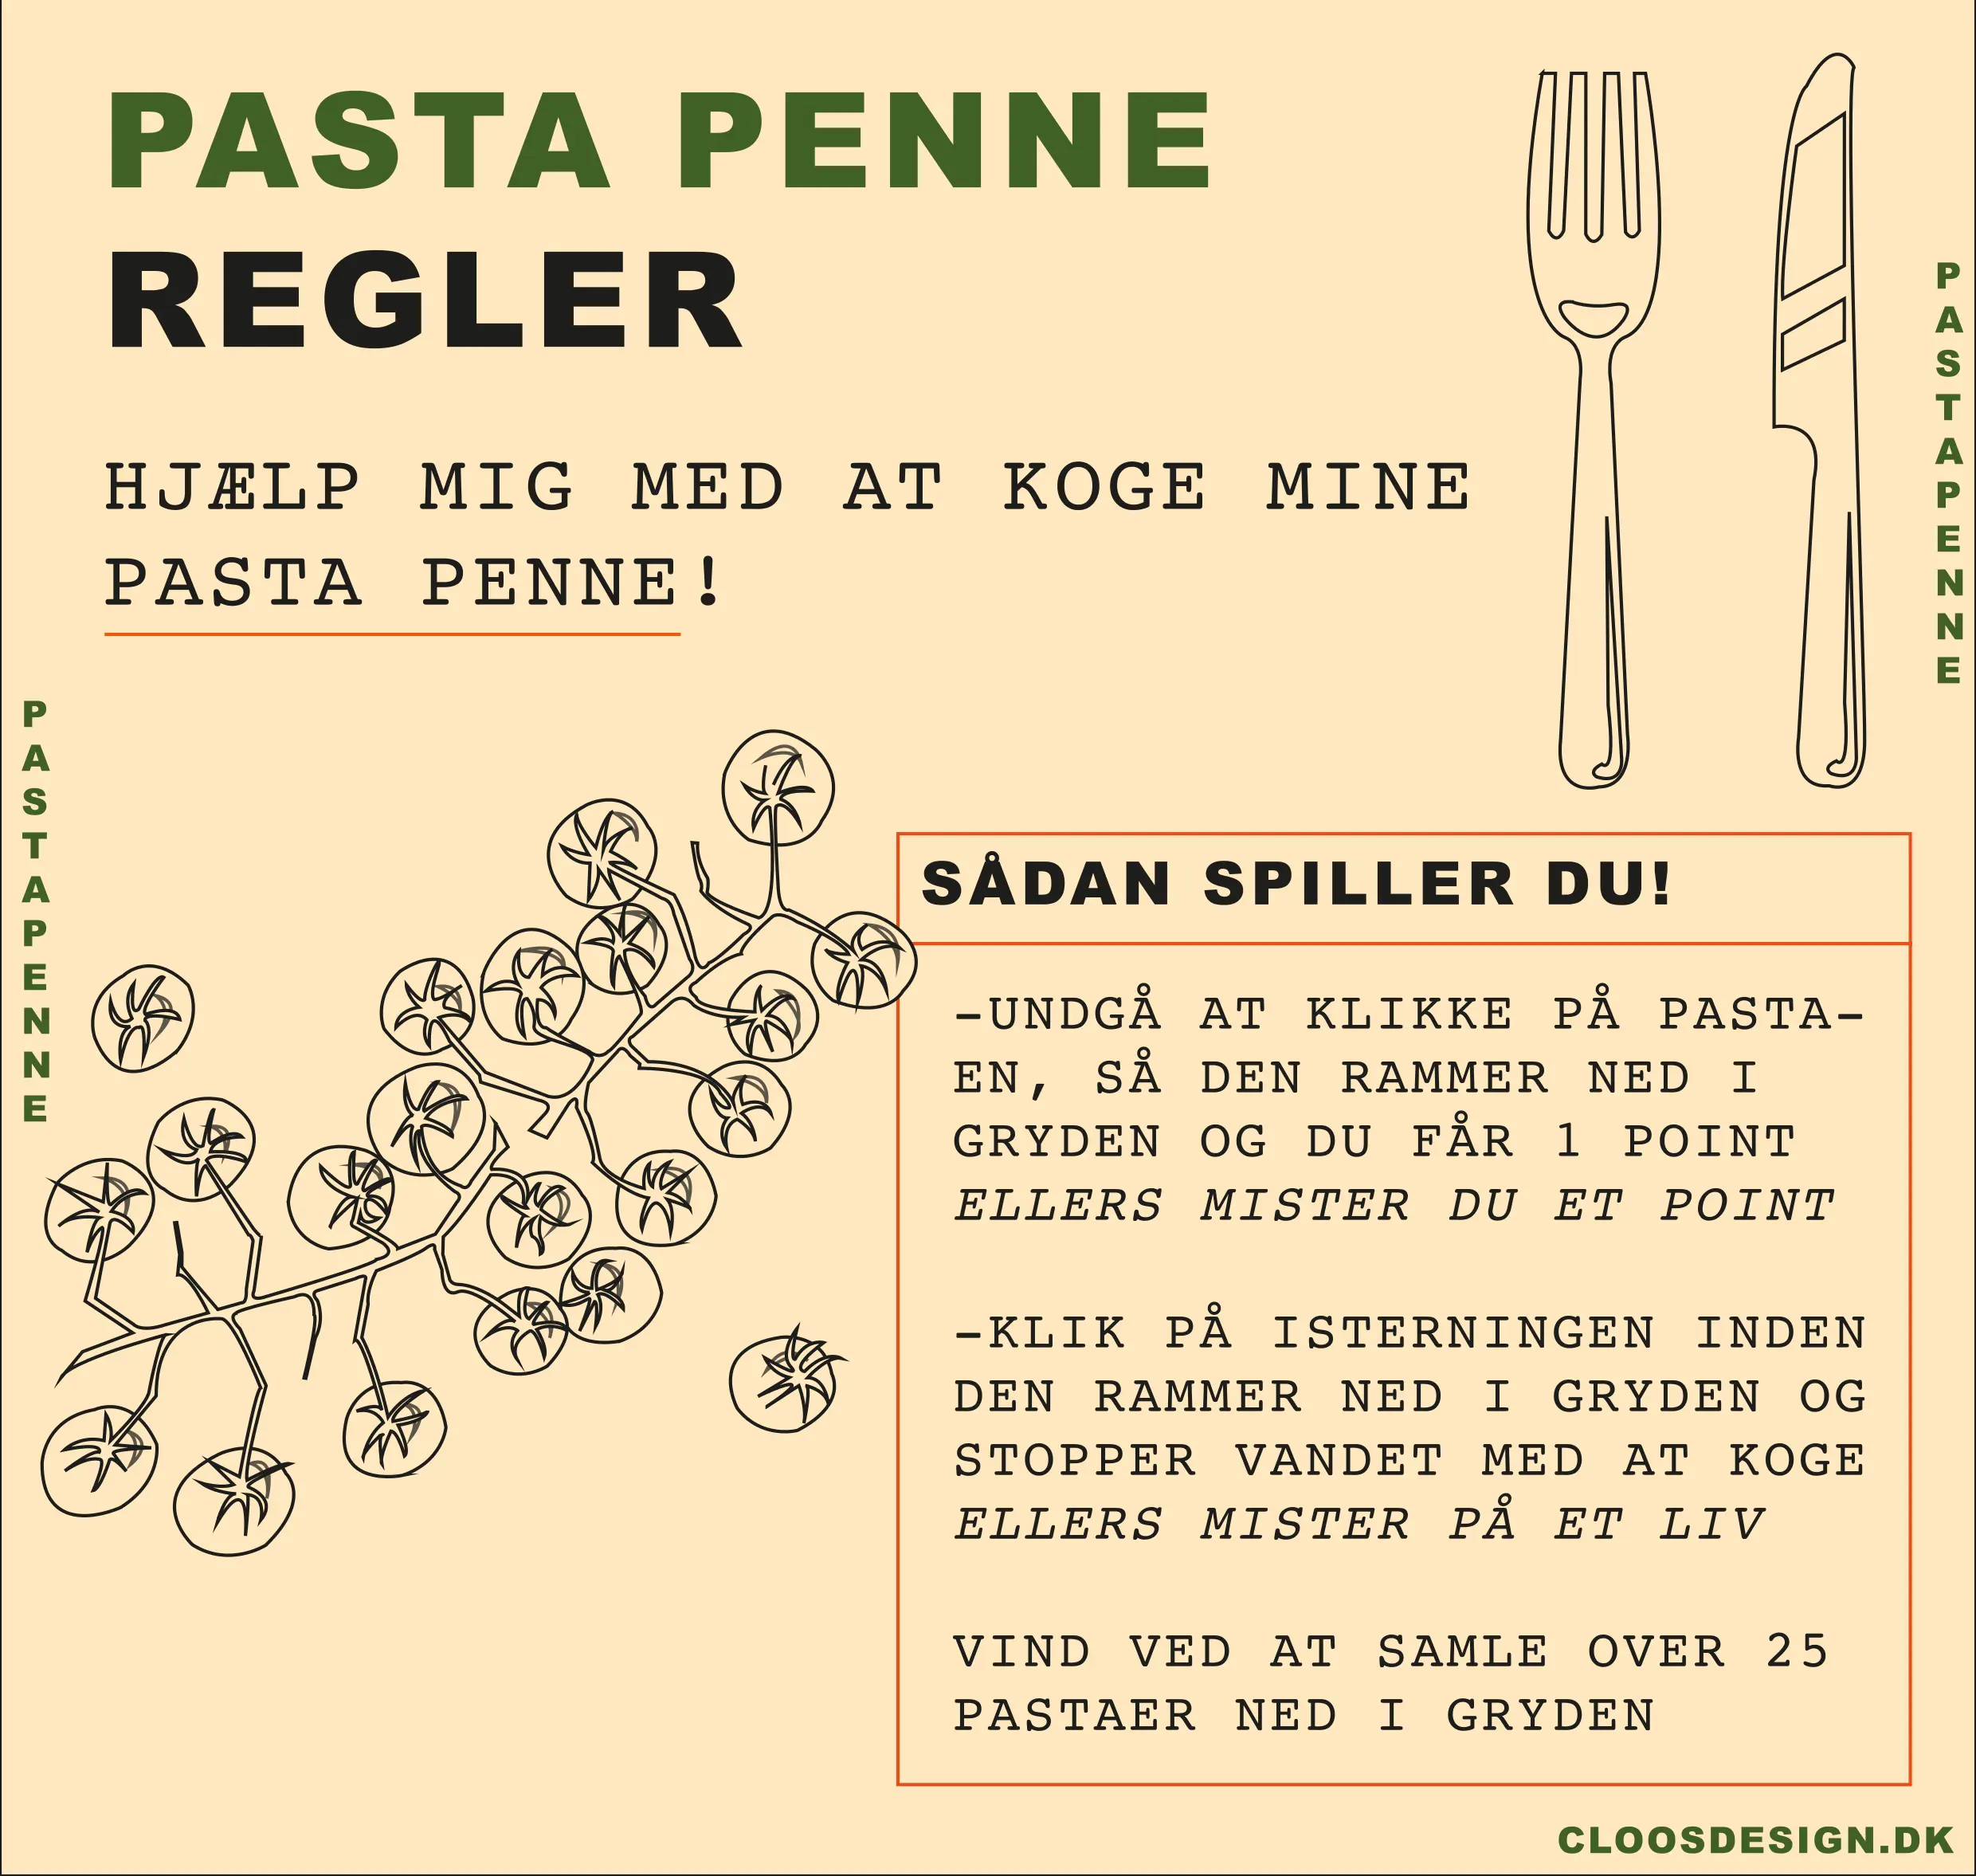 PASTA PENNE
REGLER
HJÆLP MIG MED AT KOGE MINE
PASTA PENNE!
PASTAPENNE
PASTAPENNE
SÅDAN SPILLER DU!
-UNDGÅ AT KLIKKE PÅ PASTA-
EN, SÅ DEN RAMMER NED I
GRYDEN OG DU FÅR 1 POINT
ELLERS MISTER DU ET POINT
-KLIK PÅ ISTERNINGEN INDEN
DEN RAMMER NED I GRYDEN OG
STOPPER VANDET MED AT KOGE
ELLERS MISTER PÅ ET LIV
VIND VED AT SAMLE OVER 25
PASTAER NED I GRYDEN
CLOOSDESIGN.DK